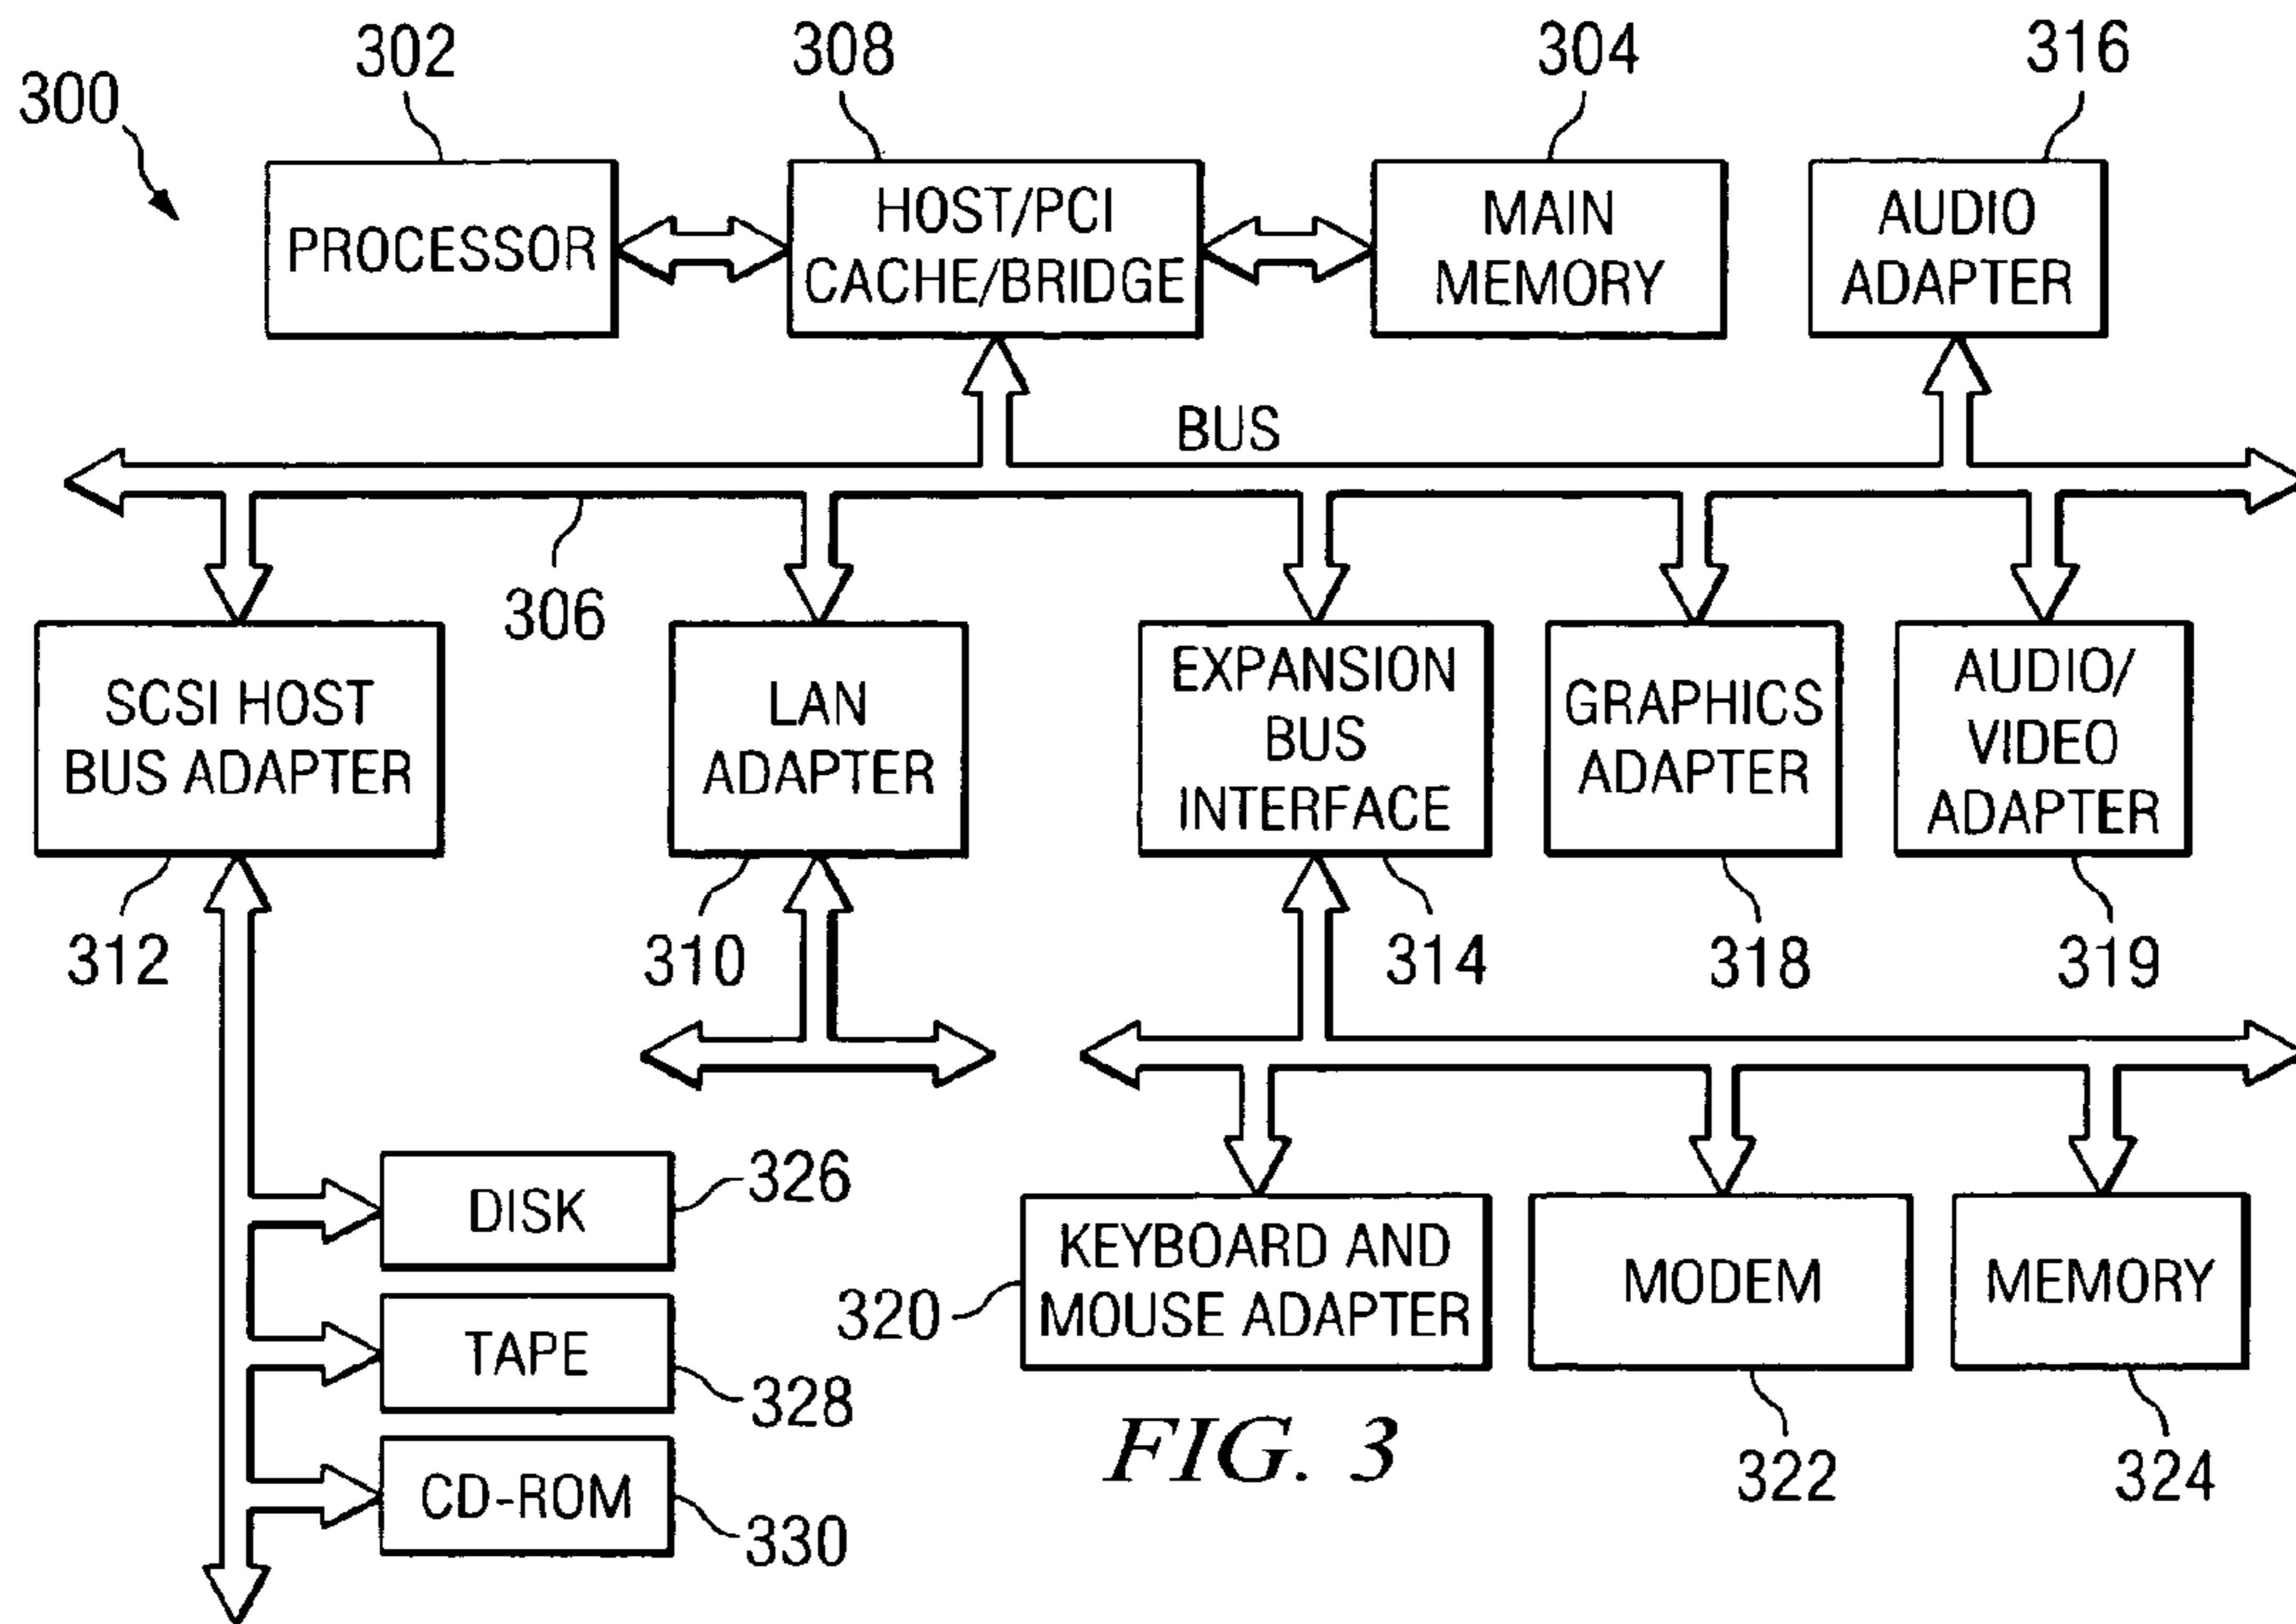 300
302
308
304
316
PROCESSOR
HOST/PCI
CACHE/BRIDGE
MAIN
MEMORY
AUDIO
ADAPTER
BUS
306
SCSI HOST
BUS ADAPTER
LAN
ADAPTER
EXPANSION
BUS
INTERFACE
GRAPHICS
ADAPTER
AUDIO/
VIDEO
ADAPTER
312
310
314
318
319
DISK
326
TAPE
328
CD-ROM
330
320
KEYBOARD AND
MOUSE ADAPTER
MODEM
MEMORY
322
324
FIG. 3